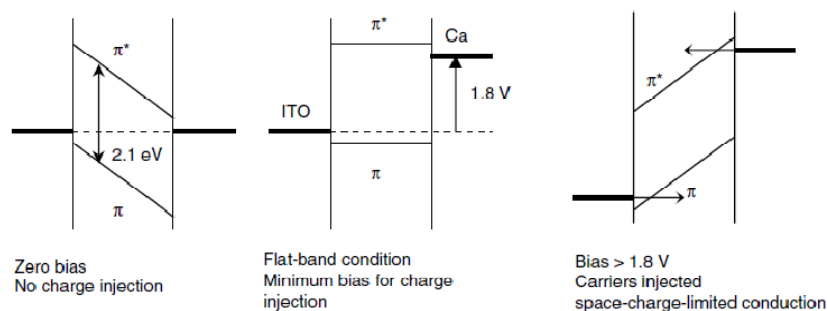 π*
2.1 eV
π
Zero bias
No charge injection
π*
Ca
ITO
1.8 V
π
Flat-band condition
Minimum bias for charge
injection
π*
π
Bias > 1.8 V
Carriers injected
space-charge-limited conduction